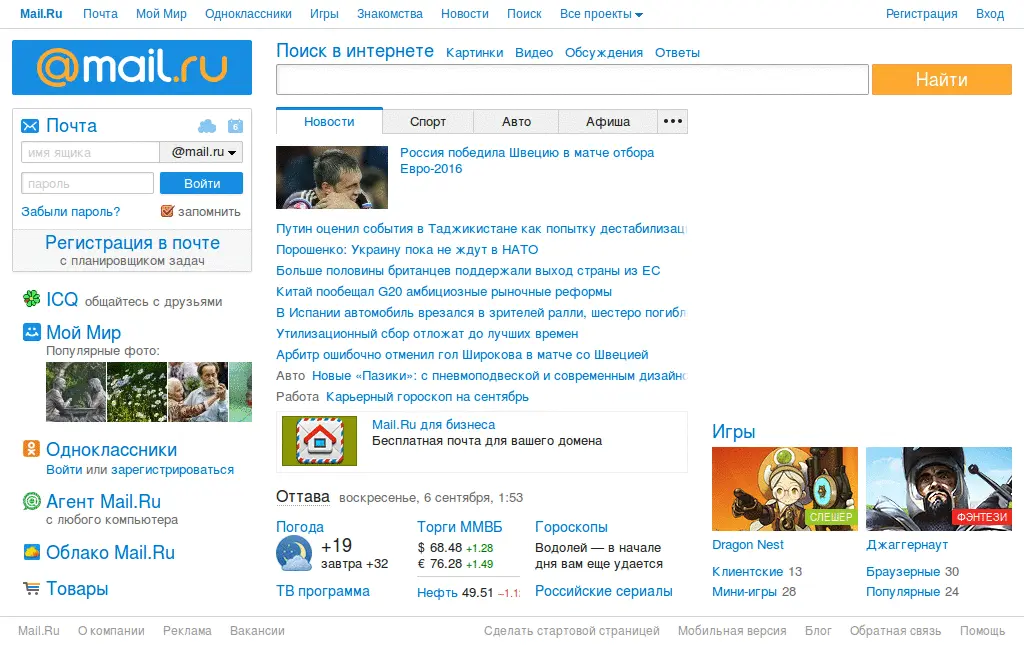 Mail.Ru Почта Мой Мир Одноклассники Игры Знакомства Новости Поиск Все проекты Регистрация Вход
@mail.ru
Поиск в интернете Картинки Видео Обсуждения Ответы
Найти
Почта 6
имя ящика @mail.ru
пароль Войти
Забыли пароль? запомнить
Регистрация в почте
с планировщиком задач
ICQ общайтесь с друзьями
Мой Мир
Популярные фото:
Одноклассники
Войти или зарегистрироваться
Агент Mail.Ru
с любого компьютера
Облако Mail.Ru
Товары
Новости Спорт Авто Афиша •••
Россия победила Швецию в матче отбора
Евро-2016
Путин оценил события в Таджикистане как попытку дестабилизац
Порошенко: Украину пока не ждут в НАТО
Больше половины британцев поддержали выход страны из ЕС
Китай пообещал G20 амбициозные рыночные реформы
В Испании автомобиль врезался в зрителей ралли, шестеро погибл
Утилизационный сбор отложат до лучших времен
Арбитр ошибочно отменил гол Широкова в матче со Швецией
Авто Новые «Пазики»: с пневмоподвеской и современным дизайно
Работа Карьерный гороскоп на сентябрь
Mail.Ru для бизнеса
Бесплатная почта для вашего домена
Оттава воскресенье, 6 сентября, 1:53
Погода
+19
завтра +32
ТВ программа
Торги ММВБ
$ 68.48 +1.28
€ 76.28 +1.49
Нефть 49.51 −1.1
Гороскопы
Водолей — в начале
дня вам еще удается
Российские сериалы
Игры
СЛЕШЕР
ФЭНТЕЗИ
Dragon Nest Джаггернаут
Клиентские 13 Браузерные 30
Мини-игры 28 Популярные 24
Mail.Ru О компании Реклама Вакансии Сделать стартовой страницей Мобильная версия Блог Обратная связь Помощь